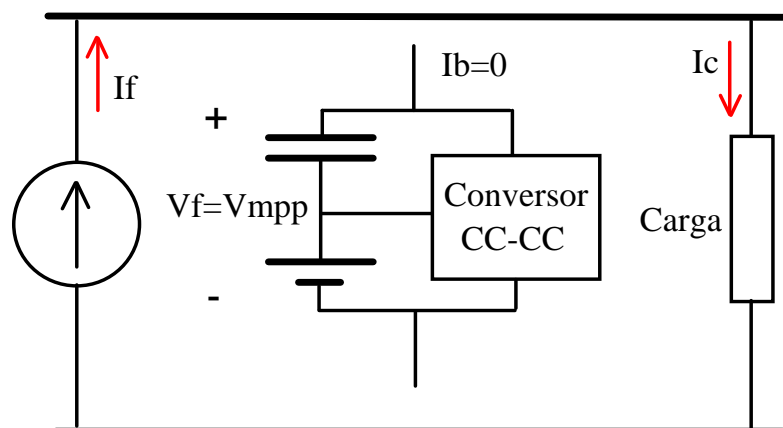 Ib=0
Ic
If
+
Vf=Vmpp
Conversor
CC-CC
Carga
-